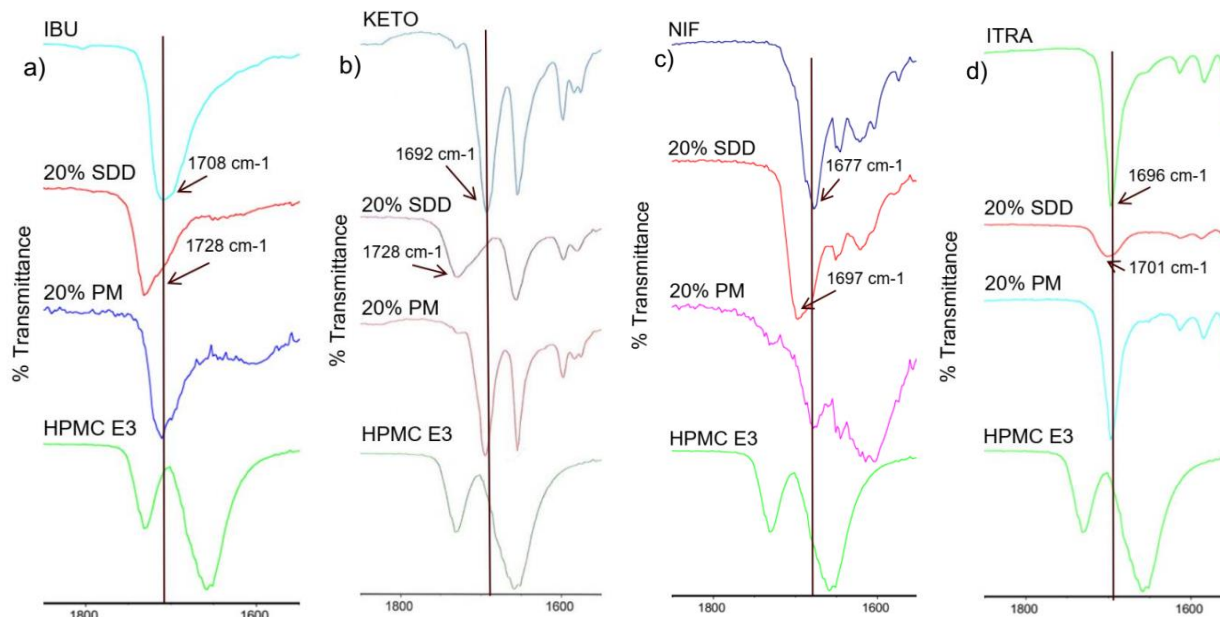 IBU
a)
1708 cm-1
20% SDD
1728 cm-1
20% PM
HPMC E3
% Transmittance
1800
1600
KETO
b)
1692 cm-1
20% SDD
1728 cm-1
20% PM
HPMC E3
% Transmittance
1800
1600
NIF
c)
1677 cm-1
20% SDD
1697 cm-1
20% PM
HPMC E3
% Transmittance
1800
1600
ITRA
d)
1696 cm-1
20% SDD
1701 cm-1
20% PM
HPMC E3
% Transmittance
1800
1600